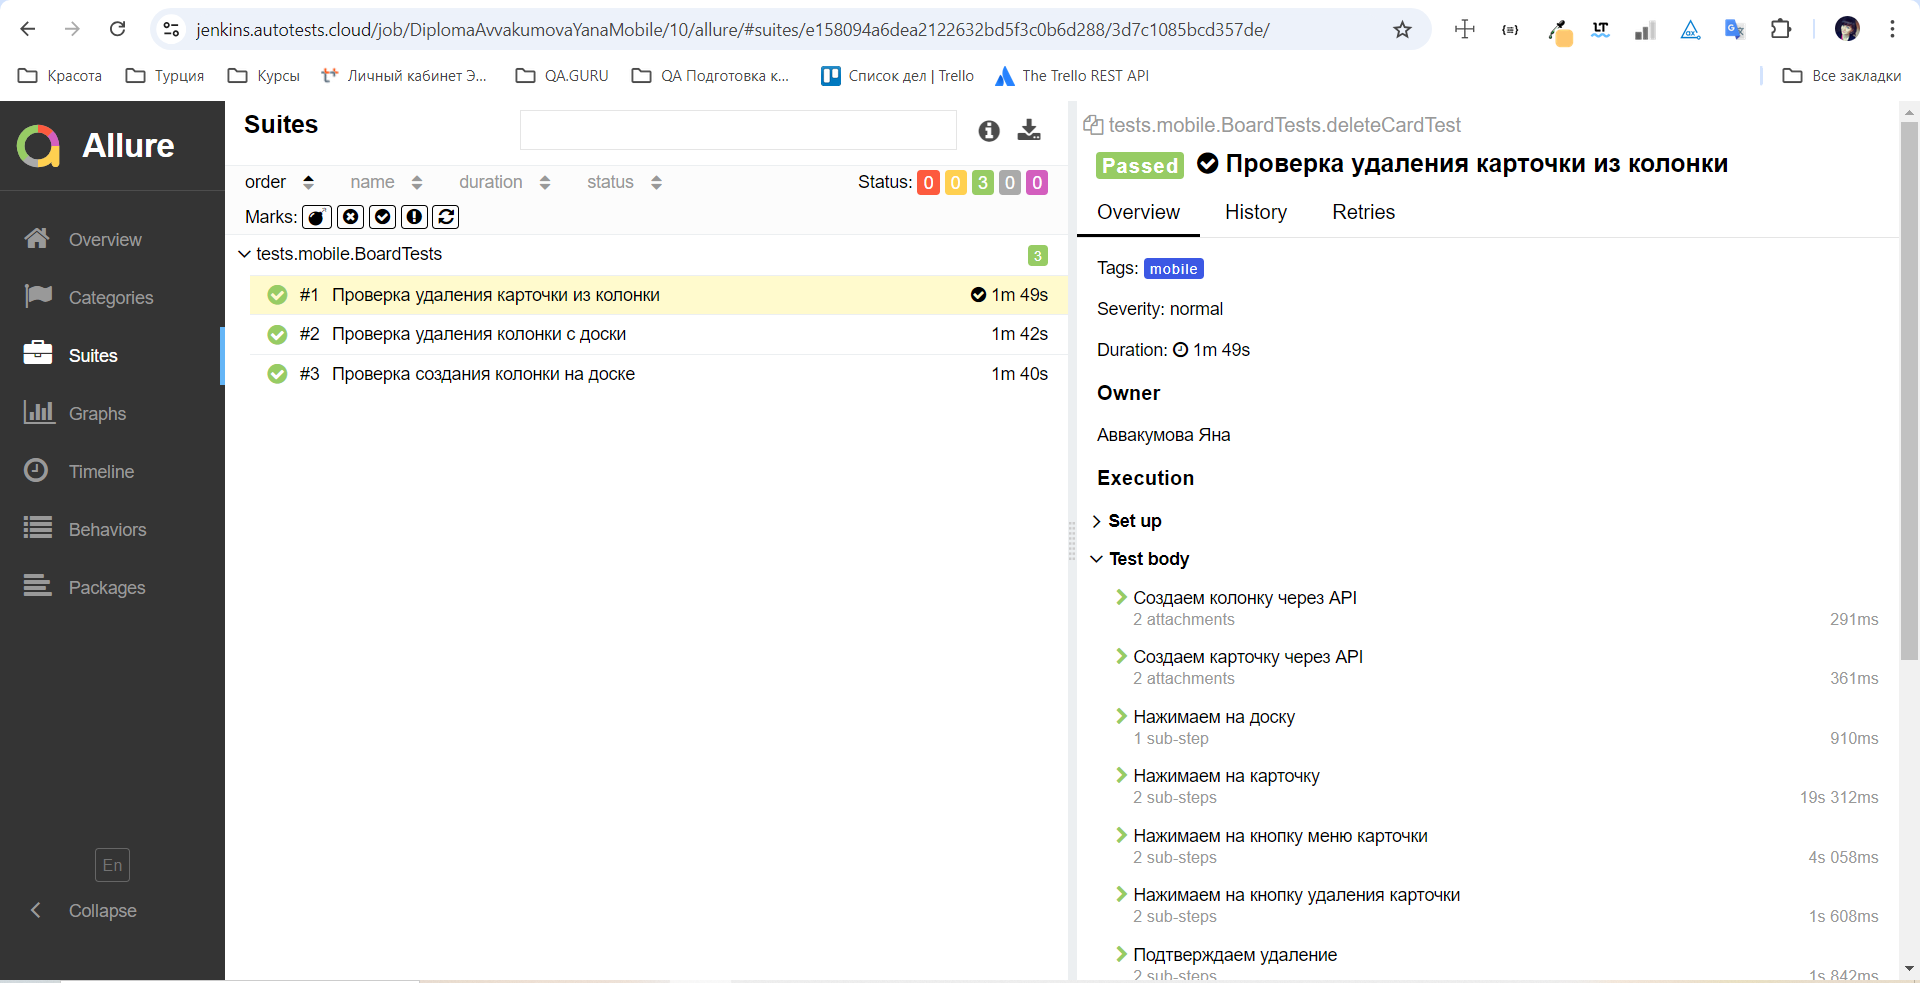 jenkins.autotests.cloud/job/DiplomaAvvakumovaYanaMobile/10/allure/#suites/e158094a6dea2122632bd5f3c0b6d288/3d7c1085bcd357de/
Красота
Турция
Курсы
Личный кабинет Э...
QA.GURU
QA Подготовка к...
Список дел | Trello
The Trello REST API
Все закладки
Allure
Overview
Categories
Suites
Graphs
Timeline
Behaviors
Packages
En
Collapse
Suites
order name duration status
Status: 0 0 3 0 0
Marks:
tests.mobile.BoardTests 3
#1 Проверка удаления карточки из колонки 1m 49s
#2 Проверка удаления колонки с доски 1m 42s
#3 Проверка создания колонки на доске 1m 40s
tests.mobile.BoardTests.deleteCardTest
Passed Проверка удаления карточки из колонки
Overview History Retries
Tags: mobile
Severity: normal
Duration: 1m 49s
Owner
Аввакумова Яна
Execution
Set up
Test body
Создаем колонку через API
2 attachments 291ms
Создаем карточку через API
2 attachments 361ms
Нажимаем на доску
1 sub-step 910ms
Нажимаем на карточку
2 sub-steps 19s 312ms
Нажимаем на кнопку меню карточки
2 sub-steps 4s 058ms
Нажимаем на кнопку удаления карточки
2 sub-steps 1s 608ms
Подтверждаем удаление
2 sub-steps 1s 842ms